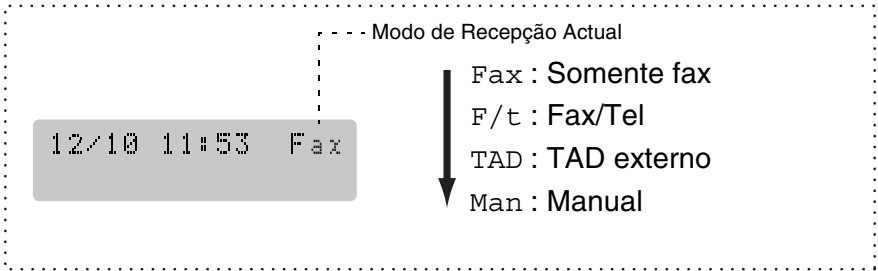 Modo de Recepção Actual
12/10 11:53 Fax
Fax : Somente fax
F/t : Fax/Tel
TAD : TAD externo
Man : Manual